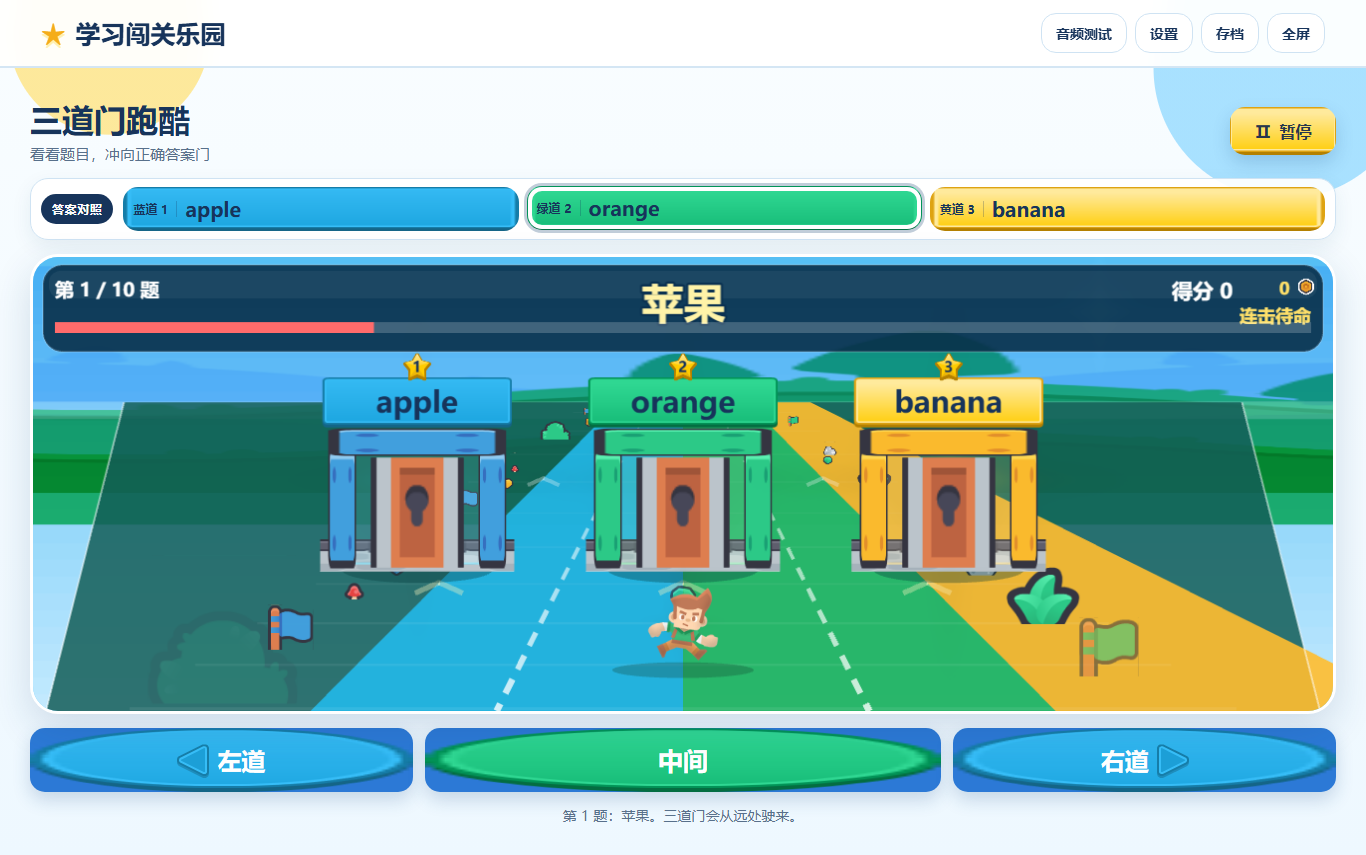 学习闯关乐园
音频测试
设置
存档
全屏
三道门跑酷
看看题目，冲向正确答案门
暂停
答案对照
蓝道 1 apple
绿道 2 orange
黄道 3 banana
第 1 / 10 题
苹果
得分 0
0
连击待命
1
2
3
apple
orange
banana
左道
中间
右道
第 1 题：苹果。三道门会从远处驶来。